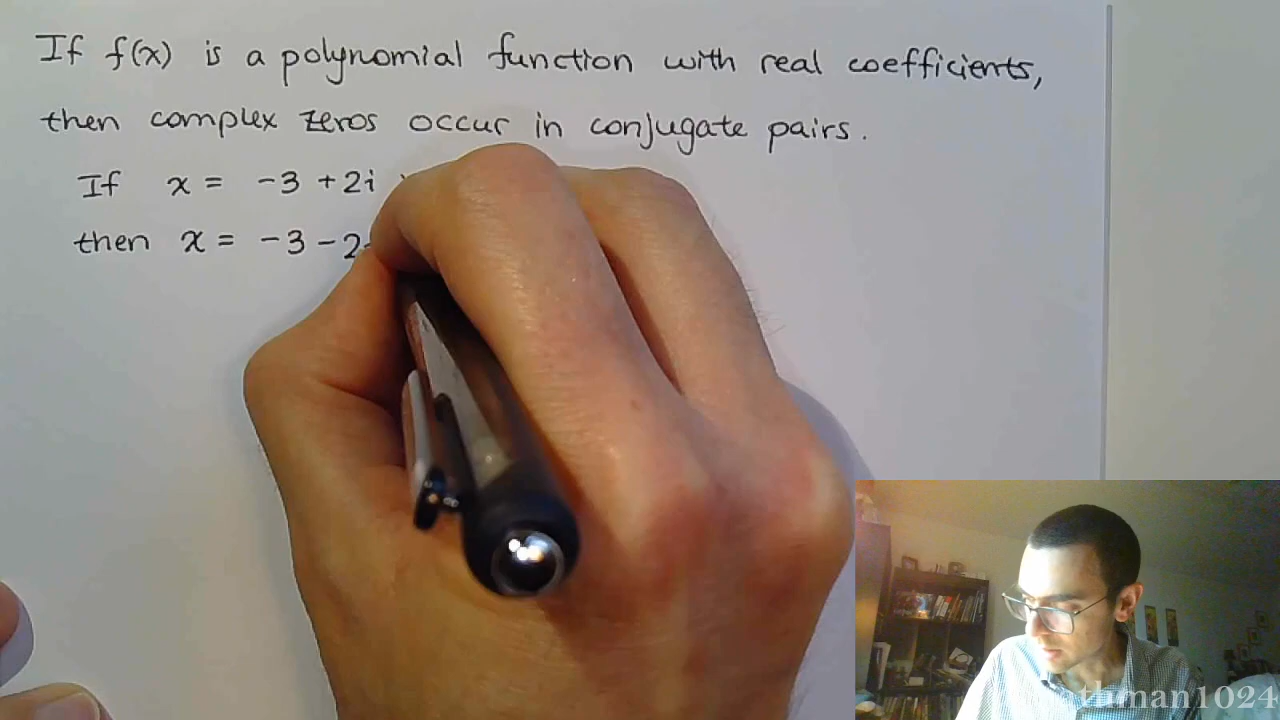 If f(x) is a polynomial function with real coefficients,
then complex zeros occur in conjugate pairs.
If x = -3 + 2i
then x = -3 - 2
thman1024